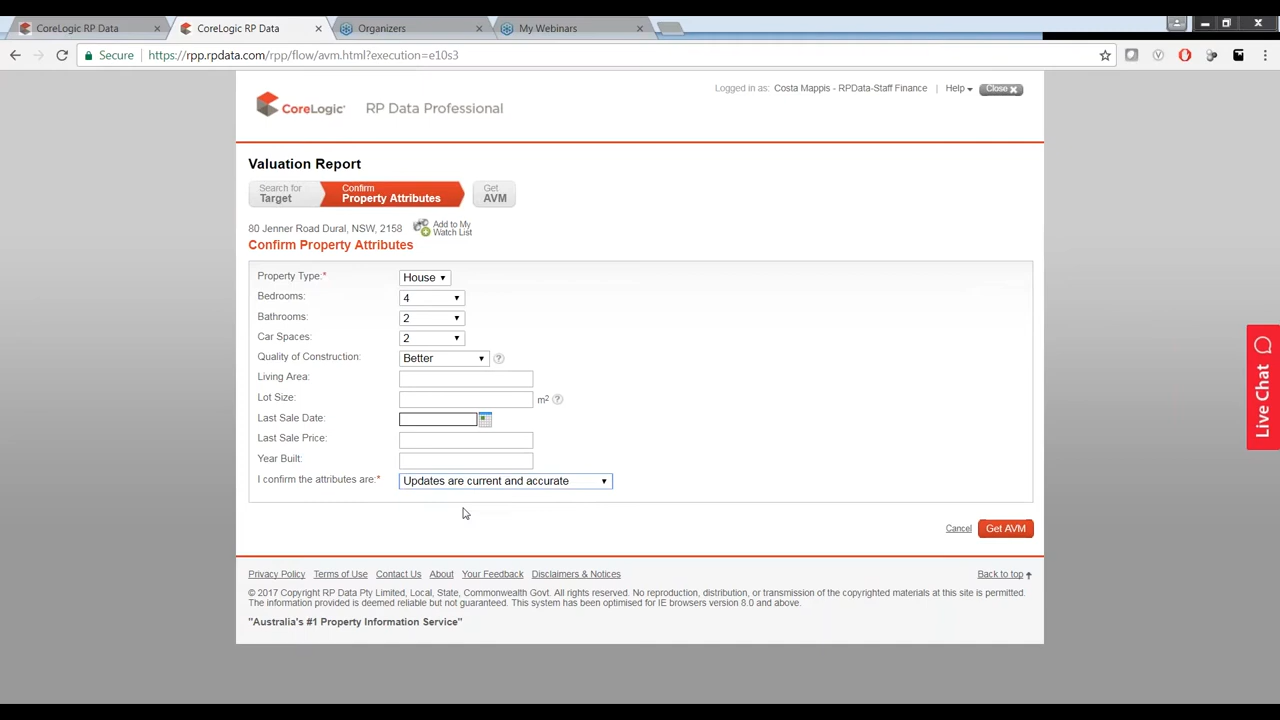 CoreLogic RP Data
CoreLogic RP Data
Organizers
My Webinars
Secure https://rpp.rpdata.com/rpp/flow/avm.html?execution=e10s3
CoreLogic RP Data Professional
Logged in as: Costa Mappis - RPData-Staff Finance | Help Close
Valuation Report
Search for
Target
Confirm
Property Attributes
Get
AVM
80 Jenner Road Dural, NSW, 2158
Add to My
Watch List
Confirm Property Attributes
Property Type:* House
Bedrooms: 4
Bathrooms: 2
Car Spaces: 2
Quality of Construction: Better ?
Living Area:
Lot Size: m² ?
Last Sale Date:
Last Sale Price:
Year Built:
I confirm the attributes are:* Updates are current and accurate
Cancel Get AVM
Live Chat
Privacy Policy Terms of Use Contact Us About Your Feedback Disclaimers & Notices Back to top
© 2017 Copyright RP Data Pty Limited, Local, State, Commonwealth Govt. All rights reserved. No reproduction, distribution, or transmission of the copyrighted materials at this site is permitted.
The information provided is deemed reliable but not guaranteed. This system has been optimised for IE browsers version 8.0 and above.
"Australia's #1 Property Information Service"